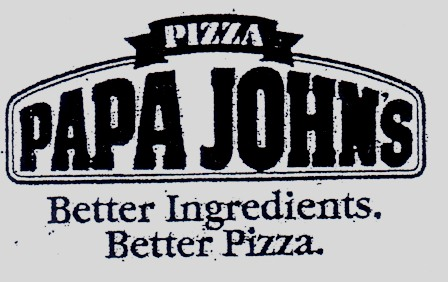 PIZZA
PAPA JOHN'S
Better Ingredients.
Better Pizza.